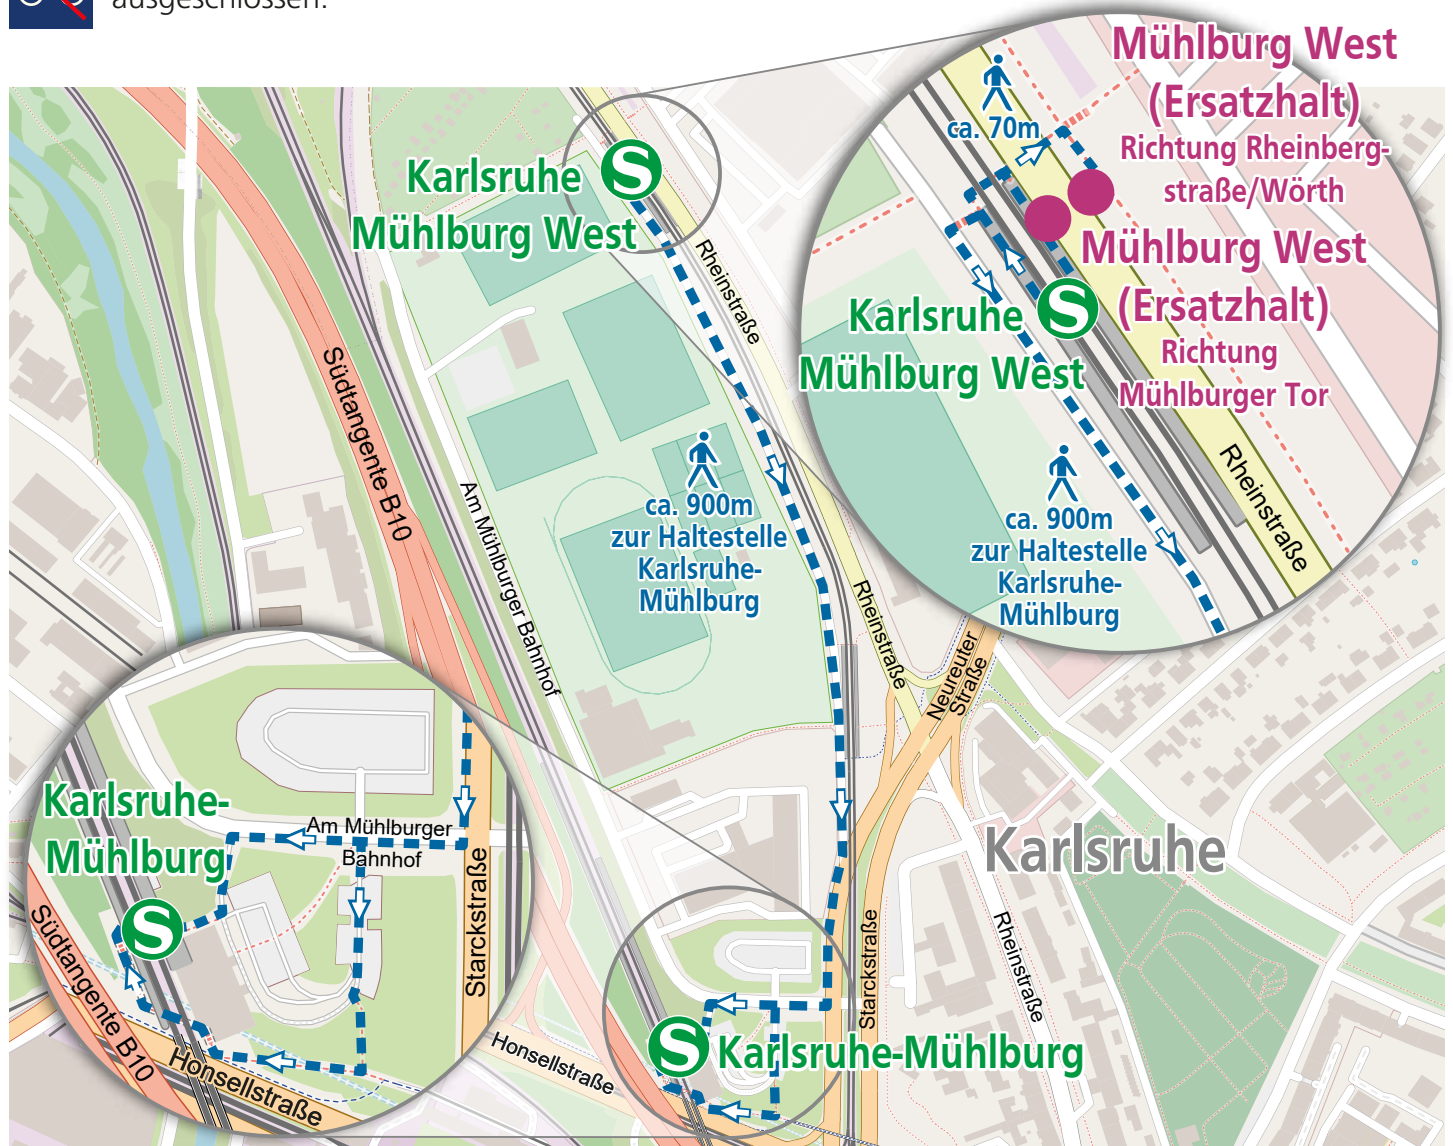 ausgeschlossen.
Mühlburg West
(Ersatzhalt)
Richtung Rheinberg-
straße/Wörth
ca. 70m
S
Karlsruhe
Mühlburg West
Mühlburg West
(Ersatzhalt)
Richtung
Mühlburger Tor
S
Karlsruhe
Mühlburg West
Rheinstraße
ca. 900m
zur Haltestelle
Karlsruhe-
Mühlburg
Rheinstraße
Südtangente B10
Am Mühlburger Bahnhof
ca. 900m
zur Haltestelle
Karlsruhe-
Mühlburg
Rheinstraße
Neureuter
Straße
Karlsruhe
Rheinstraße
Starckstraße
Karlsruhe-
Mühlburg
S
Am Mühlburger
Bahnhof
Starckstraße
Südtangente B10
Honsellstraße
Honsellstraße
S
Karlsruhe-Mühlburg